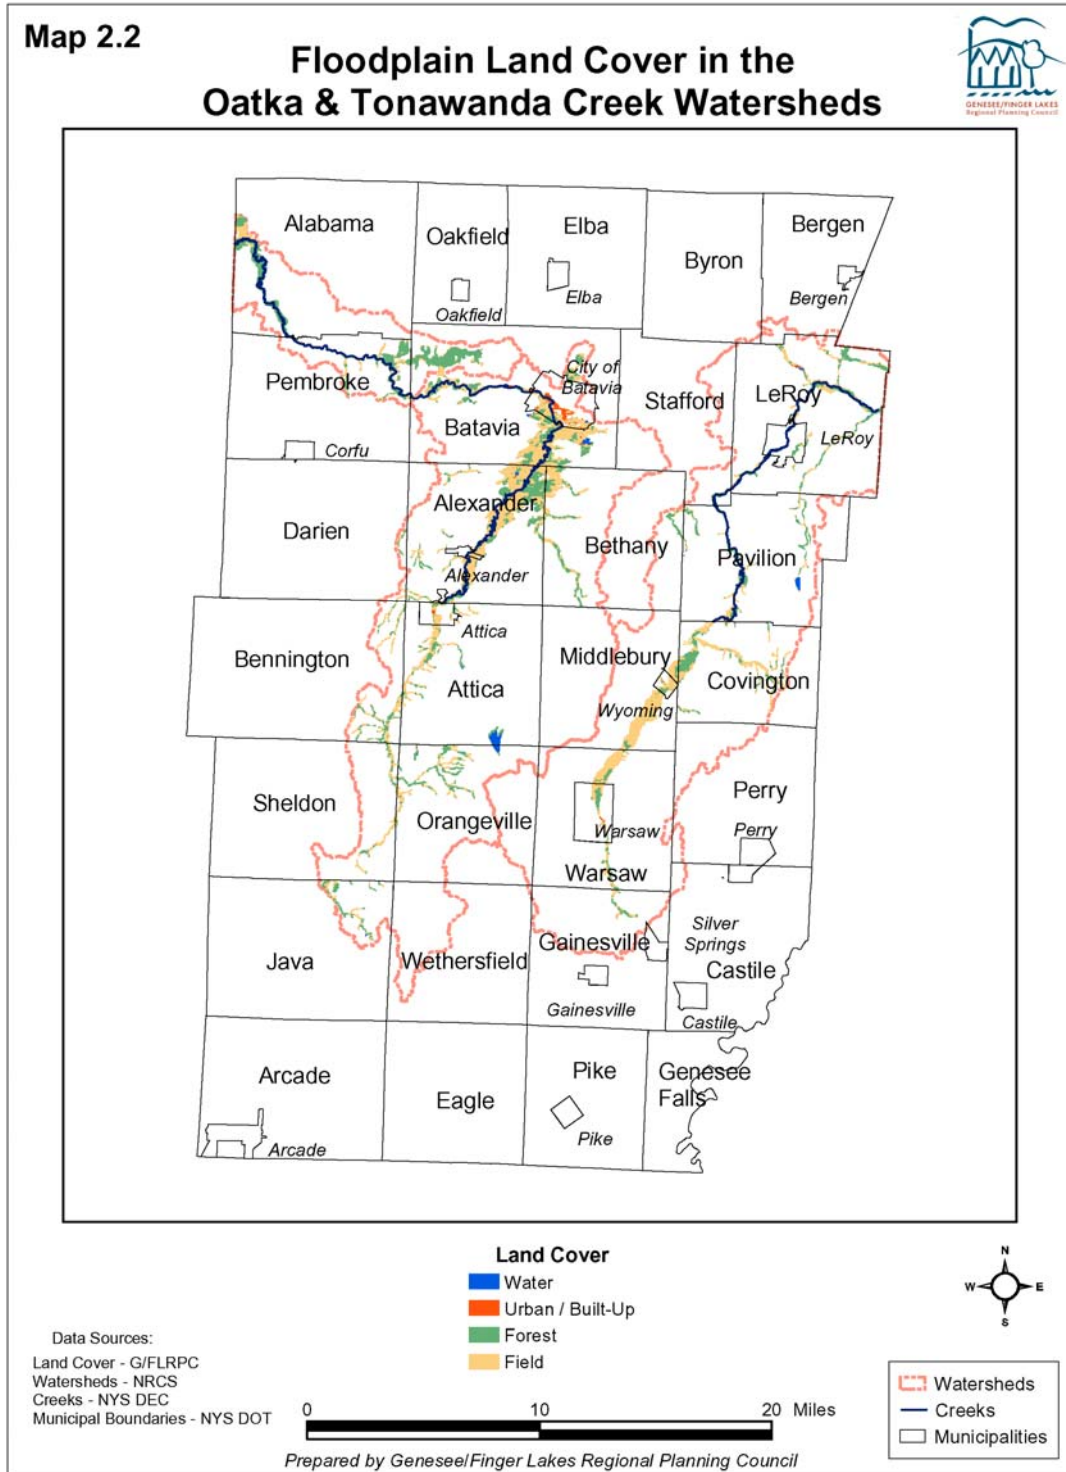 Map 2.2
Floodplain Land Cover in the
Oatka & Tonawanda Creek Watersheds
GENESEE/FINGER LAKES
Regional Planning Council
Alabama
Oakfield
Elba
Byron
Bergen
Oakfield
Elba
Bergen
Pembroke
City of
Batavia
Stafford
LeRoy
Batavia
LeRoy
Corfu
Darien
Alexander
Bethany
Pavilion
Alexander
Attica
Bennington
Attica
Middlebury
Wyoming
Covington
Sheldon
Orangeville
Warsaw
Warsaw
Perry
Perry
Java
Wethersfield
Gainesville
Silver
Springs
Castile
Gainesville
Castile
Arcade
Eagle
Pike
Genesee
Falls
Arcade
Pike
Land Cover
Water
Urban / Built-Up
Forest
Field
N
W
E
S
Data Sources:
Land Cover - G/FLRPC
Watersheds - NRCS
Creeks - NYS DEC
Municipal Boundaries - NYS DOT
0 10 20 Miles
Prepared by Genesee/Finger Lakes Regional Planning Council
Watersheds
Creeks
Municipalities